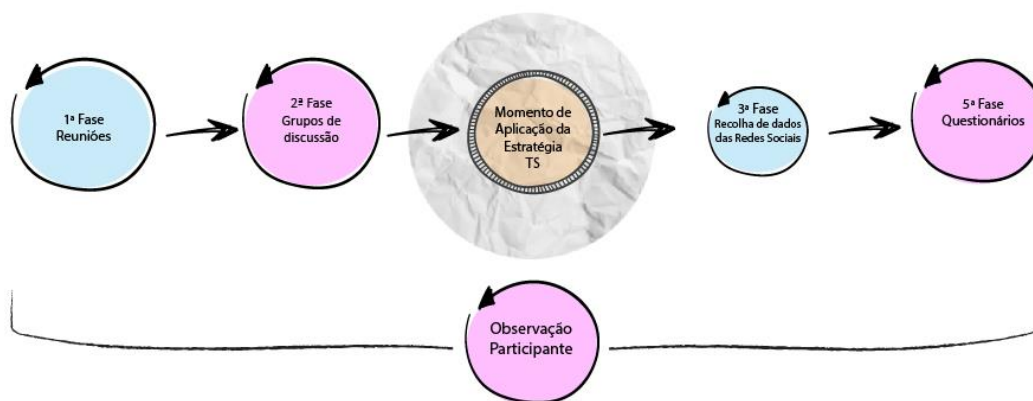 1ª Fase
Reuniões
2ª Fase
Grupos de
discussão
Momento de
Aplicação da
Estratégia
TS
3ª Fase
Recolha de dados
das Redes Sociais
5ª Fase
Questionários
Observação
Participante